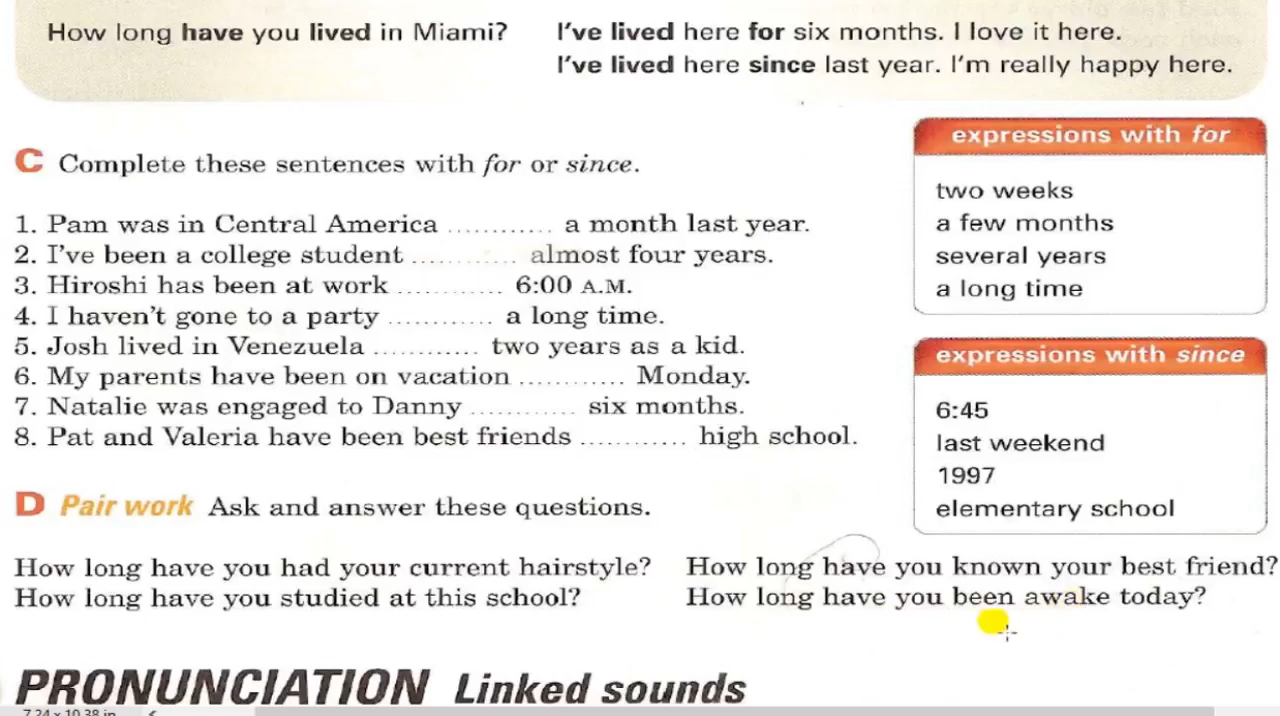 How long have you lived in Miami? I've lived here for six months. I love it here.
I've lived here since last year. I'm really happy here.
C Complete these sentences with for or since.
1. Pam was in Central America ............ a month last year.
2. I've been a college student ............ almost four years.
3. Hiroshi has been at work ............ 6:00 A.M.
4. I haven't gone to a party ............ a long time.
5. Josh lived in Venezuela ............ two years as a kid.
6. My parents have been on vacation ............ Monday.
7. Natalie was engaged to Danny ............ six months.
8. Pat and Valeria have been best friends ............ high school.
expressions with for
two weeks
a few months
several years
a long time
expressions with since
6:45
last weekend
1997
elementary school
D Pair work Ask and answer these questions.
How long have you had your current hairstyle? How long have you known your best friend?
How long have you studied at this school? How long have you been awake today?
PRONUNCIATION Linked sounds
7.24 x 10.38 in